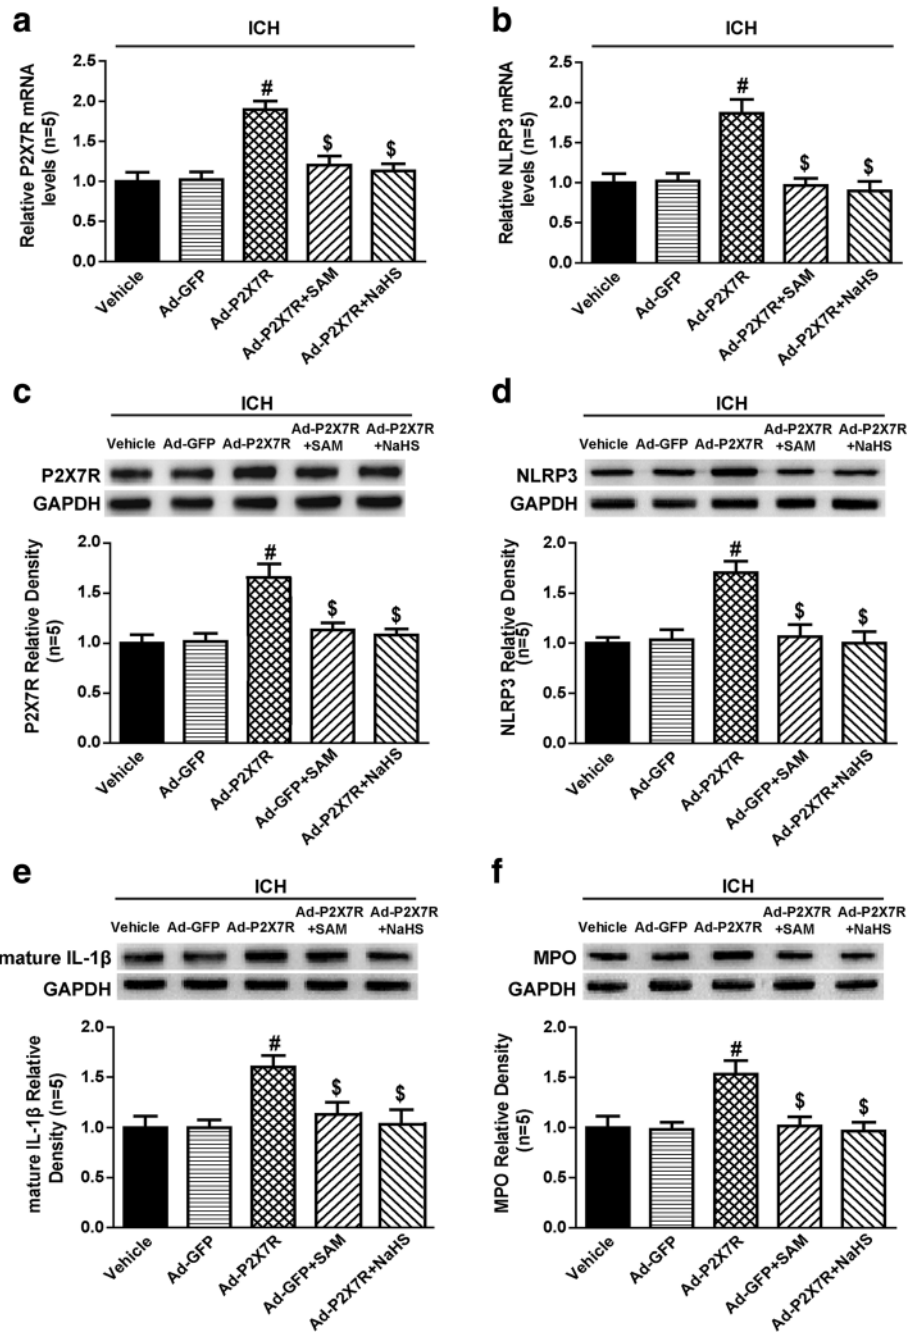 a
ICH
Relative P2X7R mRNA
levels (n=5)
2.5
2.0
1.5
1.0
0.5
0.0
#
$
$
Vehicle
Ad-GFP
Ad-P2X7R
Ad-P2X7R+SAM
Ad-P2X7R+NaHS
b
ICH
Relative NLRP3 mRNA
levels (n=5)
2.5
2.0
1.5
1.0
0.5
0.0
#
$
$
Vehicle
Ad-GFP
Ad-P2X7R
Ad-P2X7R+SAM
Ad-P2X7R+NaHS
c
ICH
Vehicle Ad-GFP Ad-P2X7R Ad-P2X7R +SAM Ad-P2X7R +NaHS
P2X7R
GAPDH
P2X7R Relative Density
(n=5)
2.0
1.5
1.0
0.5
0.0
#
$
$
Vehicle
Ad-GFP
Ad-P2X7R
Ad-GFP+SAM
Ad-P2X7R+NaHS
d
ICH
Vehicle Ad-GFP Ad-P2X7R Ad-P2X7R +SAM Ad-P2X7R +NaHS
NLRP3
GAPDH
NLRP3 Relative Density
(n=5)
2.0
1.5
1.0
0.5
0.0
#
$
$
Vehicle
Ad-GFP
Ad-P2X7R
Ad-GFP+SAM
Ad-P2X7R+NaHS
e
ICH
Vehicle Ad-GFP Ad-P2X7R Ad-P2X7R +SAM Ad-P2X7R +NaHS
mature IL-1β
GAPDH
mature IL-1β Relative
Density (n=5)
2.0
1.5
1.0
0.5
0.0
#
$
$
Vehicle
Ad-GFP
Ad-P2X7R
Ad-GFP+SAM
Ad-P2X7R+NaHS
f
ICH
Vehicle Ad-GFP Ad-P2X7R Ad-P2X7R +SAM Ad-P2X7R +NaHS
MPO
GAPDH
MPO Relative Density
(n=5)
2.0
1.5
1.0
0.5
0.0
#
$
$
Vehicle
Ad-GFP
Ad-P2X7R
Ad-GFP+SAM
Ad-P2X7R+NaHS